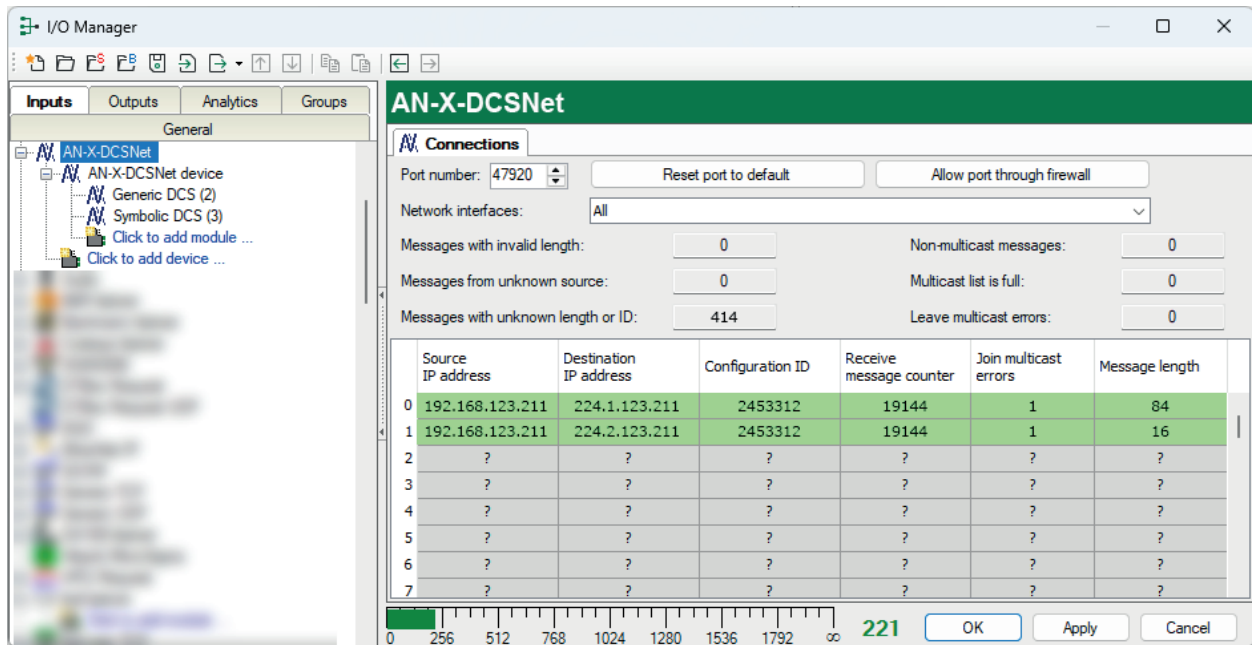 I/O Manager
Inputs Outputs Analytics Groups
General
AN-X-DCSNet
AN-X-DCSNet device
Generic DCS (2)
Symbolic DCS (3)
Click to add module ...
Click to add device ...
AN-X-DCSNet
Connections
Port number: 47920 Reset port to default Allow port through firewall
Network interfaces: All
Messages with invalid length: 0 Non-multicast messages: 0
Messages from unknown source: 0 Multicast list is full: 0
Messages with unknown length or ID: 414 Leave multicast errors: 0
Source IP address Destination IP address Configuration ID Receive message counter Join multicast errors Message length
0 192.168.123.211 224.1.123.211 2453312 19144 1 84
1 192.168.123.211 224.2.123.211 2453312 19144 1 16
2 ? ? ? ? ? ?
3 ? ? ? ? ? ?
4 ? ? ? ? ? ?
5 ? ? ? ? ? ?
6 ? ? ? ? ? ?
7 ? ? ? ? ? ?
0 256 512 768 1024 1280 1536 1792 ∞ 221 OK Apply Cancel